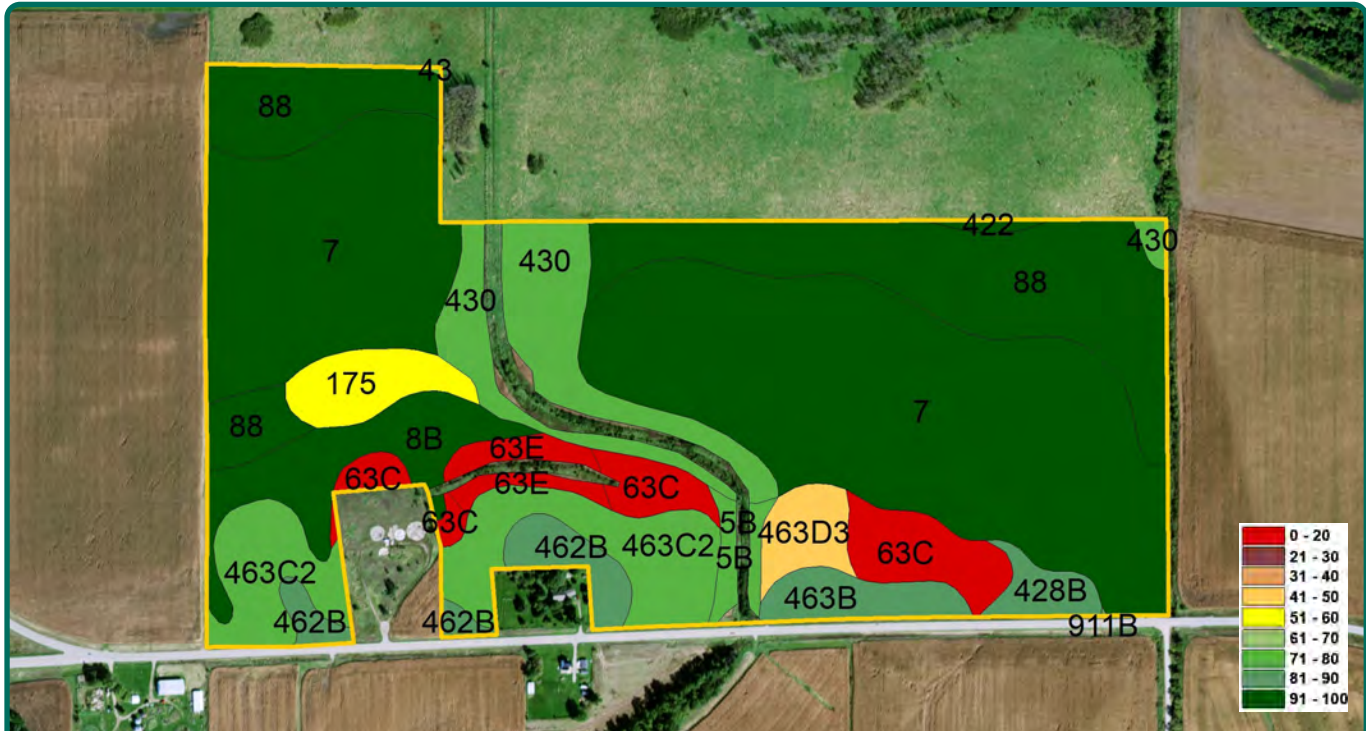 43
88
422
430
7
430
88
430
175
7
88
8B
63E
63C
63E
63C
63C
5B
463D3
462B
463C2
5B
63C
463C2
463B
428B
462B
462B
911B
0 - 20
21 - 30
31 - 40
41 - 50
51 - 60
61 - 70
71 - 80
81 - 90
91 - 100